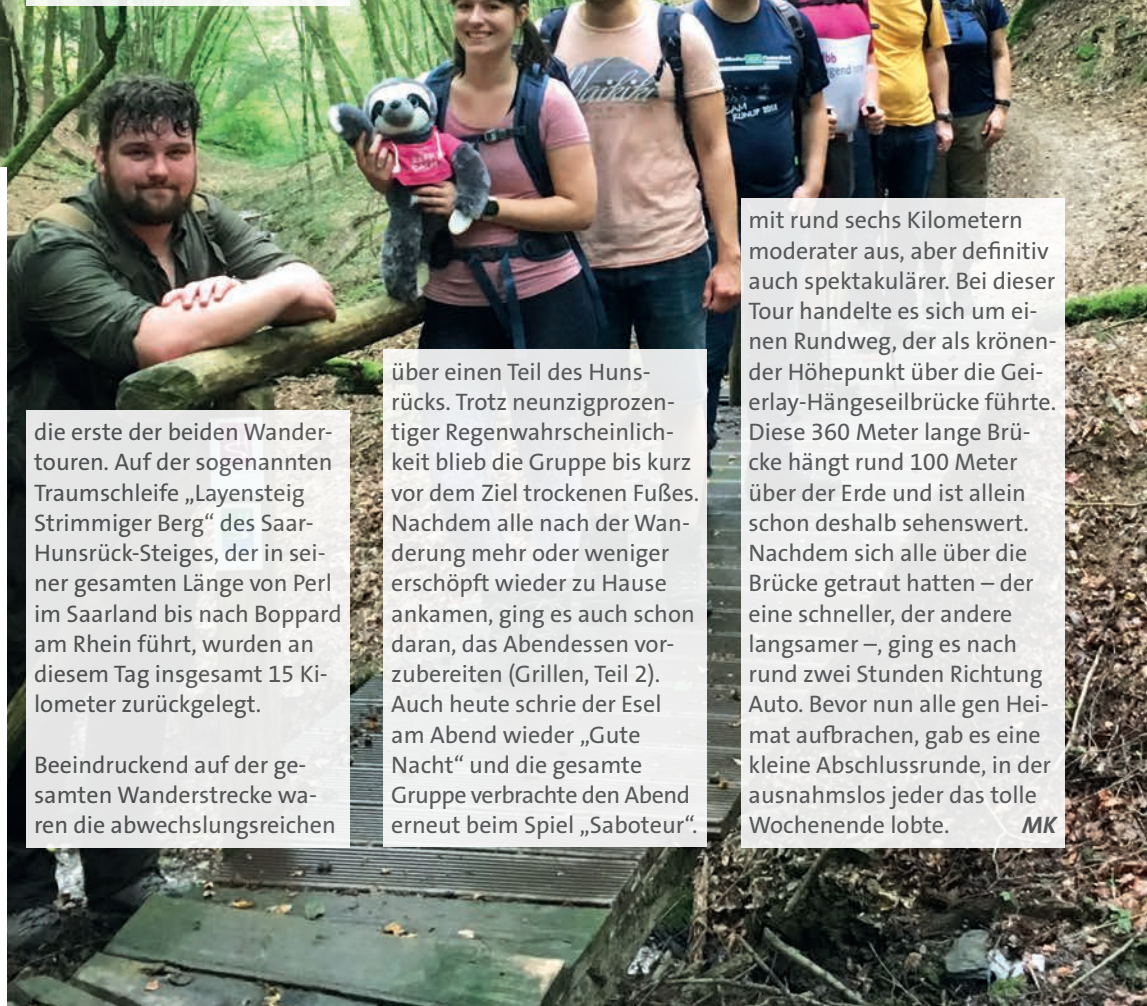 die erste der beiden Wander-
touren. Auf der sogenannten
Traumschleife „Layensteig
Strimmiger Berg“ des Saar-
Hunsrück-Steiges, der in sei-
ner gesamten Länge von Perl
im Saarland bis nach Boppard
am Rhein führt, wurden an
diesem Tag insgesamt 15 Ki-
lometer zurückgelegt.
Beeindruckend auf der ge-
samten Wanderstrecke wa-
ren die abwechslungsreichen
über einen Teil des Huns-
rücks. Trotz neunzigprozen-
tiger Regenwahrscheinlich-
keit blieb die Gruppe bis kurz
vor dem Ziel trockenen Fußes.
Nachdem alle nach der Wan-
derung mehr oder weniger
erschöpft wieder zu Hause
ankamen, ging es auch schon
daran, das Abendessen vor-
zubereiten (Grillen, Teil 2).
Auch heute schrie der Esel
am Abend wieder „Gute
Nacht“ und die gesamte
Gruppe verbrachte den Abend
erneut beim Spiel „Saboteur“.
mit rund sechs Kilometern
moderater aus, aber definitiv
auch spektakulärer. Bei dieser
Tour handelte es sich um ei-
nen Rundweg, der als krönen-
der Höhepunkt über die Gei-
erlay-Hängeseilbrücke führte.
Diese 360 Meter lange Brü-
cke hängt rund 100 Meter
über der Erde und ist allein
schon deshalb sehenswert.
Nachdem sich alle über die
Brücke getraut hatten – der
eine schneller, der andere
langsamer –, ging es nach
rund zwei Stunden Richtung
Auto. Bevor nun alle gen Hei-
mat aufbrachen, gab es eine
kleine Abschlussrunde, in der
ausnahmslos jeder das tolle
Wochenende lobte. MK
Waikiki